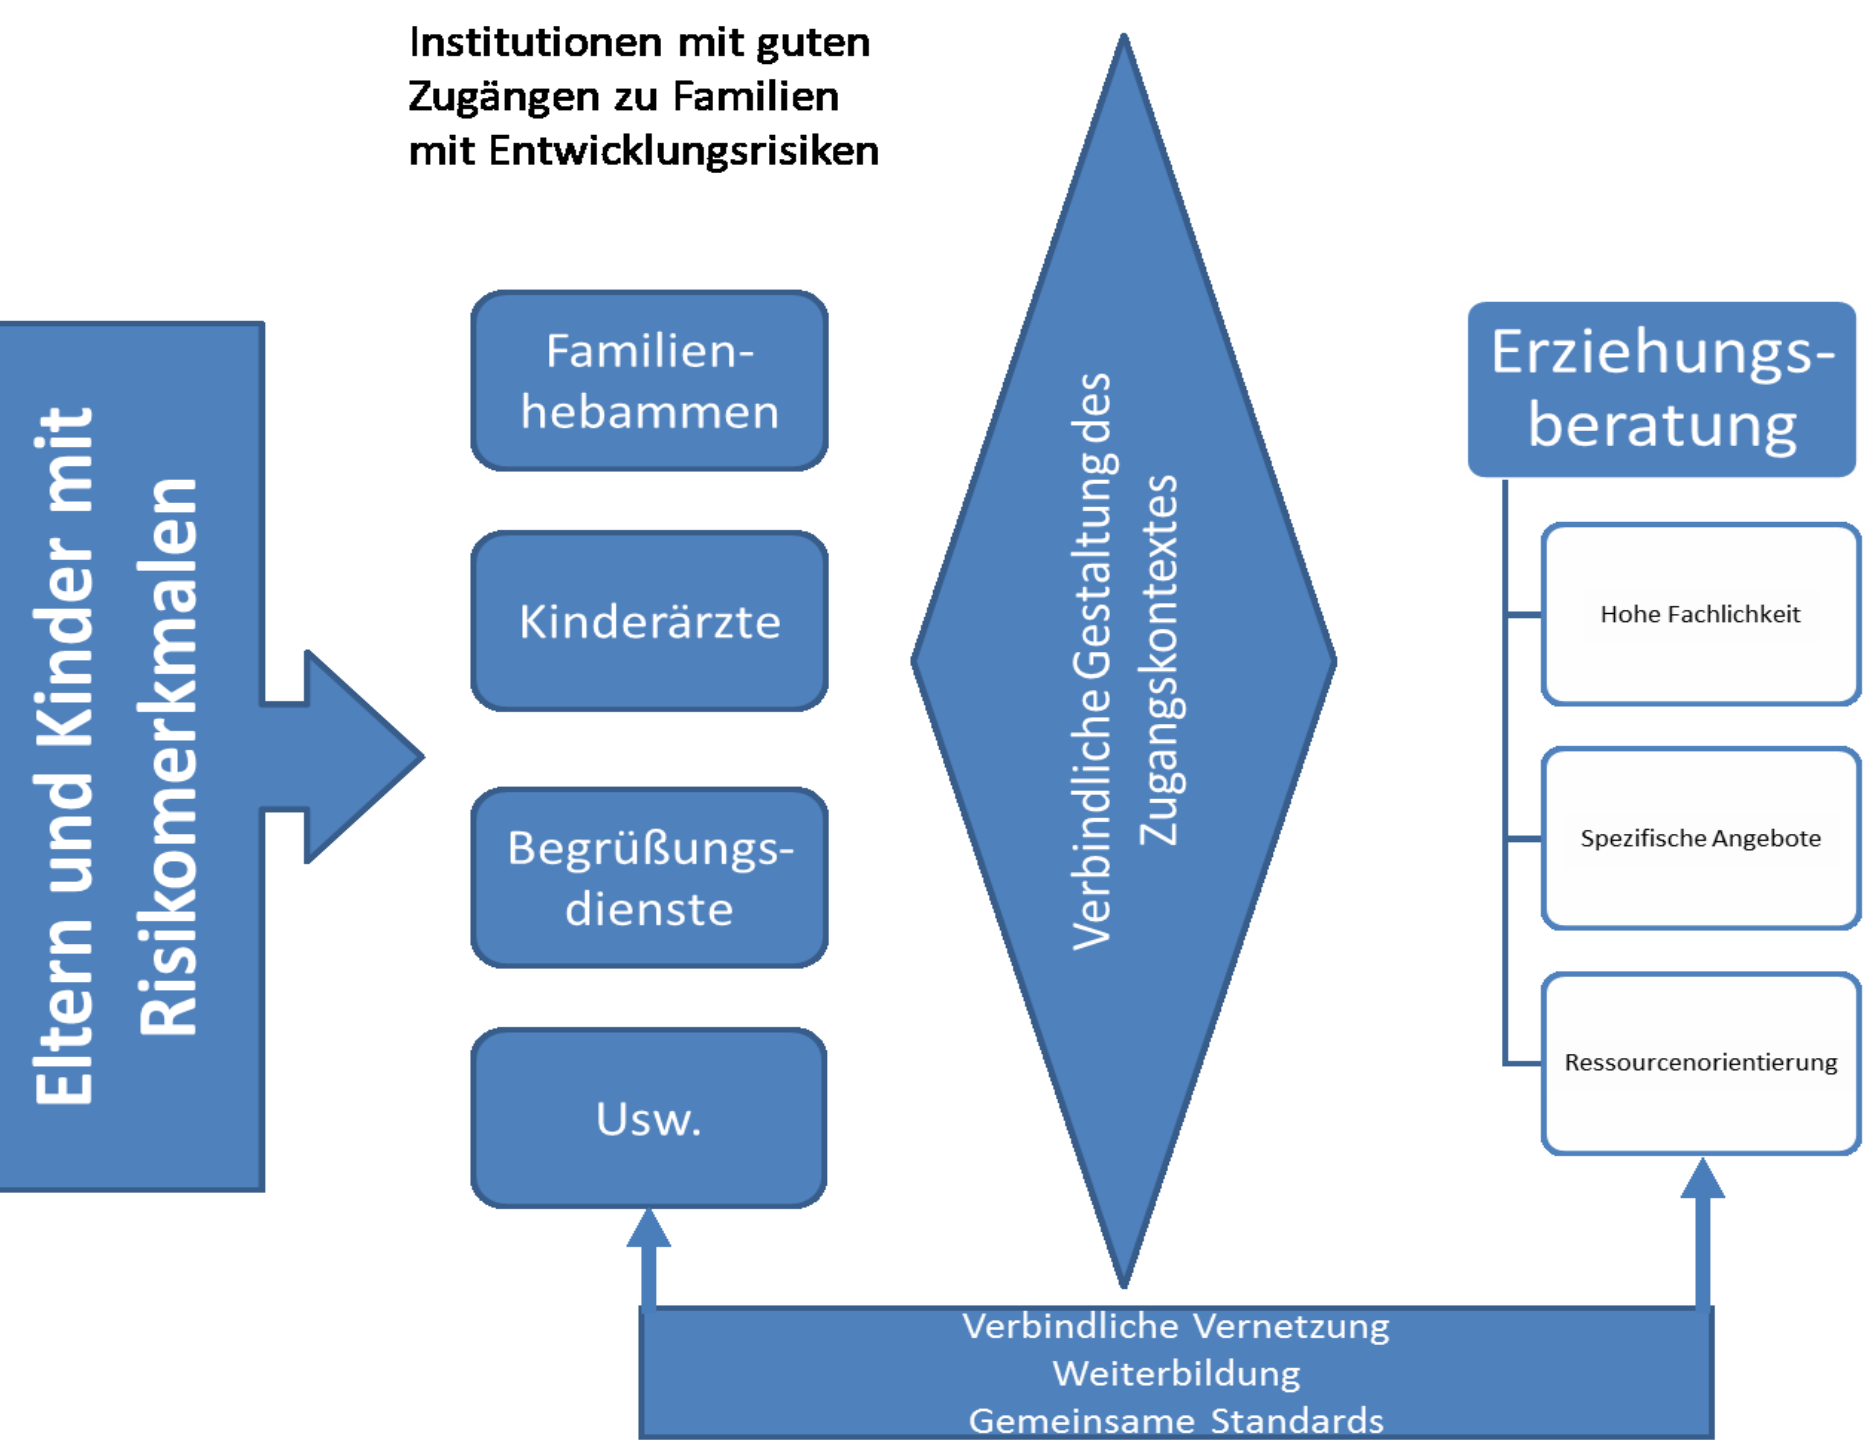 Institutionen mit guten
Zugängen zu Familien
mit Entwicklungsrisiken
Eltern und Kinder mit
Risikomerkmalen
Familien-
hebammen
Kinderärzte
Begrüßungs-
dienste
Usw.
Verbindliche Gestaltung des
Zugangskontextes
Erziehungs-
beratung
Hohe Fachlichkeit
Spezifische Angebote
Ressourcenorientierung
Verbindliche Vernetzung
Weiterbildung
Gemeinsame Standards